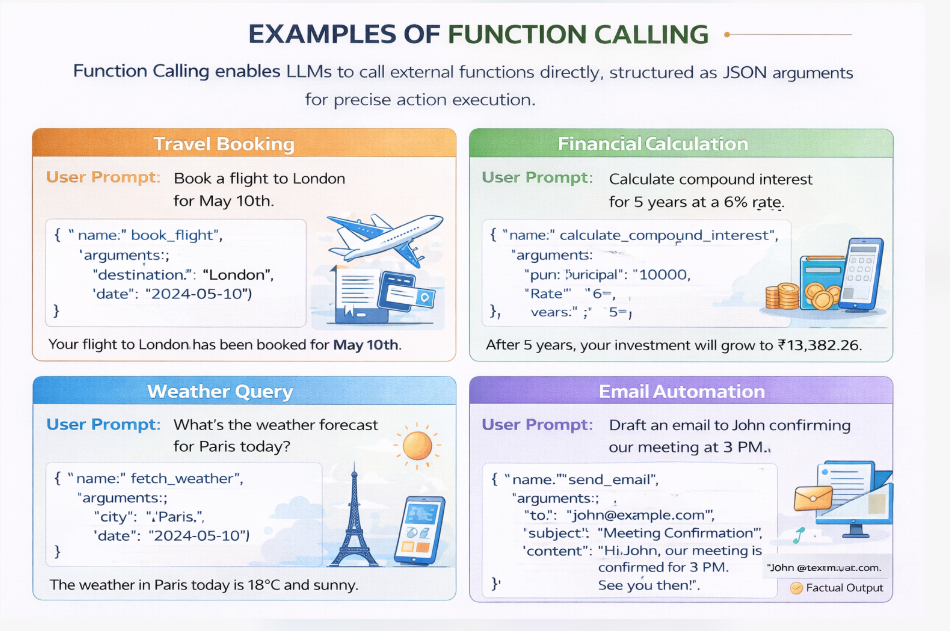 EXAMPLES OF FUNCTION CALLING
Function Calling enables LLMs to call external functions directly, structured as JSON arguments
for precise action execution.
Travel Booking
User Prompt: Book a flight to London
for May 10th.
{ “name:” book_flight”,
'arguments:;
"destination.”: “London”,
'date": “2024-05-10”)
}
Your flight to London has been booked for May 10th.
Financial Calculation
User Prompt: Calculate compound interest
for 5 years at a 6% rate.
{ “name:” calculate_compound_interest”,
"arguments:
"pun: "uricipal": "10000,
"Rate" "6=,
}, vears:" ;' 5=,
After 5 years, your investment will grow to ₹13,382.26.
Weather Query
User Prompt: What's the weather forecast
for Paris today?
{ “name:” fetch_weather”,
"arguments:;
"city": "'Paris.",
'date": “2024-05-10”)
}
The weather in Paris today is 18°C and sunny.
Email Automation
User Prompt: Draft an email to John confirming
our meeting at 3 PM..
{ “name.”“send_email”,
"arguments:;
"to.": "john@example.com'",
'subject': "Meeting Confirmation'",
'content": "Hi.John, our meeting is
confirmed for 3 PM.
}' See you then!".
"John
Factual Output